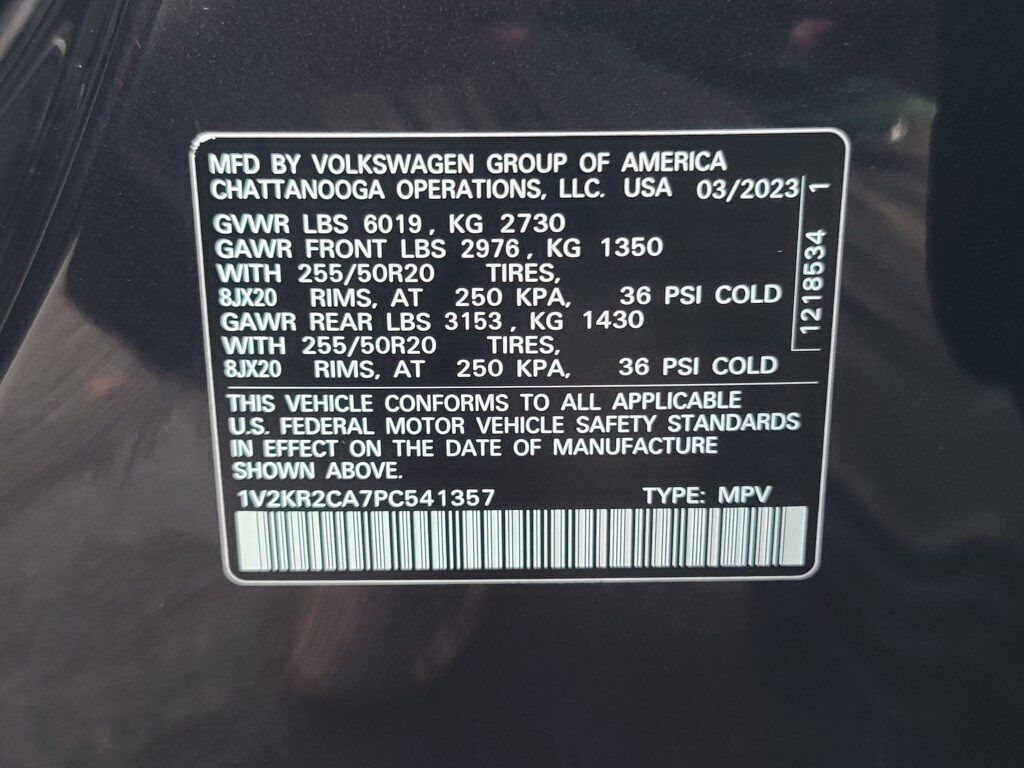 MFD BY VOLKSWAGEN GROUP OF AMERICA
CHATTANOOGA OPERATIONS, LLC. USA 03/2023
GVWR LBS 6019, KG 2730
GAWR FRONT LBS 2976, KG 1350
WITH 255/50R20 TIRES,
8JX20 RIMS, AT 250 KPA, 36 PSI COLD
GAWR REAR LBS 3153, KG 1430
WITH 255/50R20 TIRES,
8JX20 RIMS, AT 250 KPA, 36 PSI COLD
THIS VEHICLE CONFORMS TO ALL APPLICABLE
U.S. FEDERAL MOTOR VEHICLE SAFETY STANDARDS
IN EFFECT ON THE DATE OF MANUFACTURE
SHOWN ABOVE.
1V2KR2CA7PC541357 TYPE: MPV
1218534 1